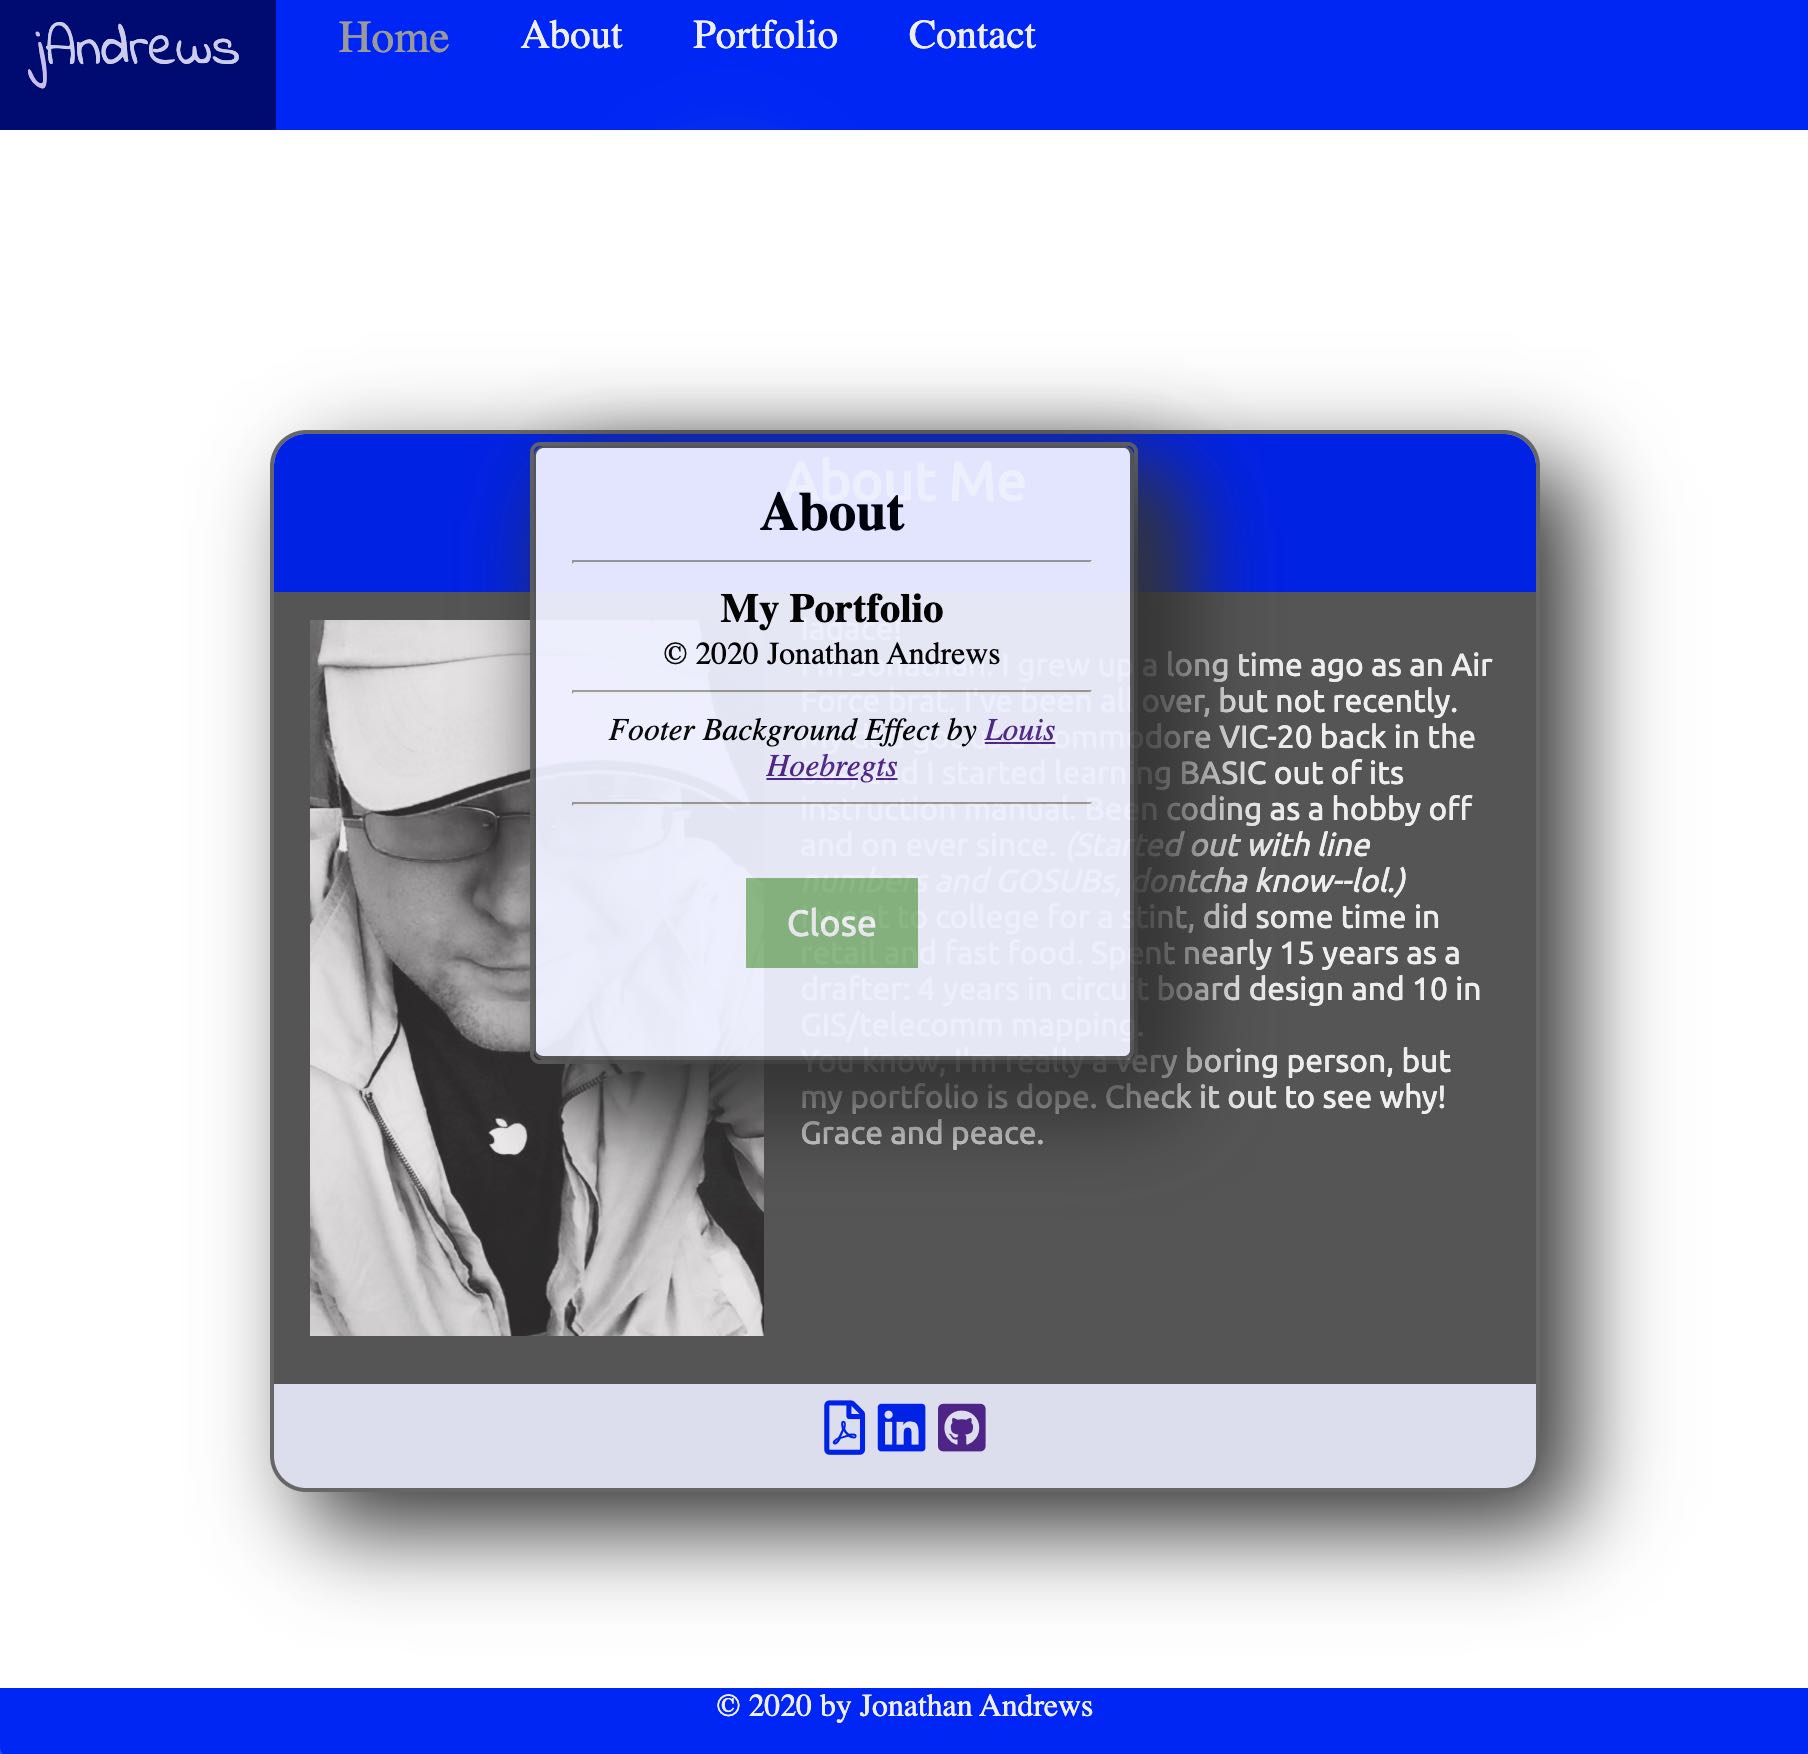 jAndrews
Home About Portfolio Contact
About Me
About
My Portfolio
© 2020 Jonathan Andrews
Footer Background Effect by Louis
Hoebregts
Close
I grew up a long time ago as an Air
Force brat. I've been all over, but not recently.
Commodore VIC-20 back in the
I started learning BASIC out of its
instruction manual. Been coding as a hobby off
and on ever since. (Started out with line
numbers and GOSUBs, dontcha know--lol.)
to college for a stint, did some time in
retail and fast food. Spent nearly 15 years as a
drafter: 4 years in circuit board design and 10 in
GIS/telecomm mapping.
You know, I'm really a very boring person, but
my portfolio is dope. Check it out to see why!
Grace and peace.
in
© 2020 by Jonathan Andrews